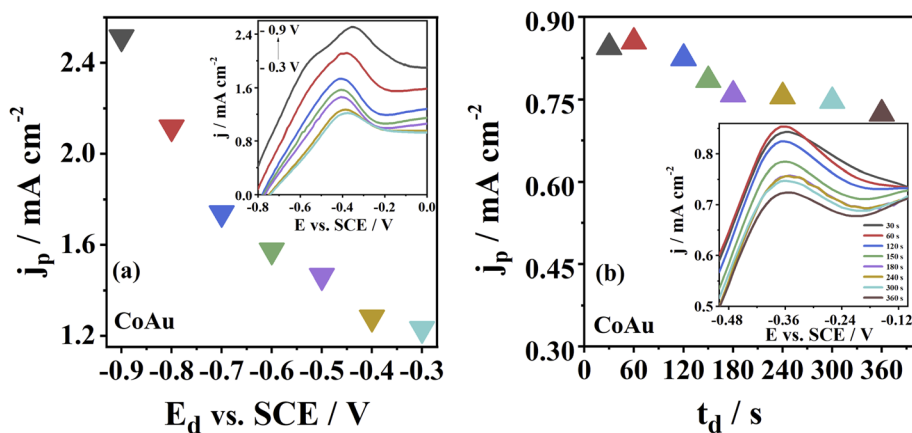 j_p / mA cm⁻²
2.4
2.0
1.6
1.2
(a)
CoAu
-0.9 -0.8 -0.7 -0.6 -0.5 -0.4 -0.3
E_d vs. SCE / V
j / mA cm⁻²
2.4
1.8
1.2
0.6
0.0
- 0.9 V
- 0.3 V
-0.8 -0.6 -0.4 -0.2 0.0
E vs. SCE / V
j_p / mA cm⁻²
0.90
0.75
0.60
0.45
0.30
(b)
CoAu
0 60 120 180 240 300 360
t_d / s
j / mA cm⁻²
0.8
0.7
0.6
0.5
30 s
60 s
120 s
150 s
180 s
240 s
300 s
360 s
-0.48 -0.36 -0.24 -0.12
E vs. SCE / V